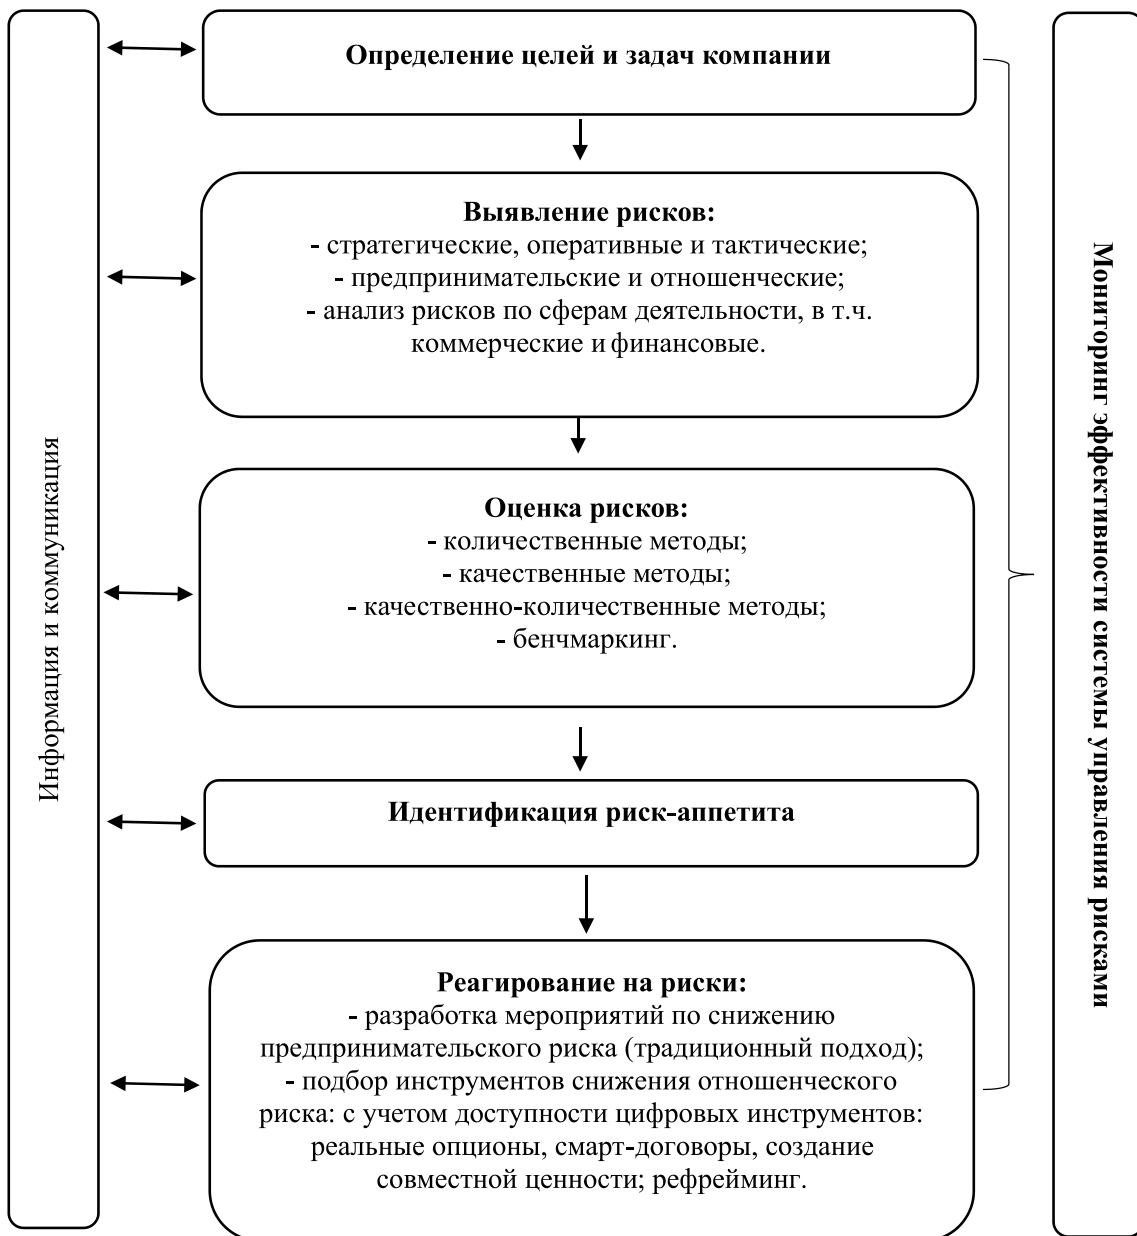 Информация и коммуникация
Определение целей и задач компании
Выявление рисков:
- стратегические, оперативные и тактические;
- предпринимательские и отношенческие;
- анализ рисков по сферам деятельности, в т.ч.
коммерческие и финансовые.
Оценка рисков:
- количественные методы;
- качественные методы;
- качественно-количественные методы;
- бенчмаркинг.
Идентификация риск-аппетита
Реагирование на риски:
- разработка мероприятий по снижению
предпринимательского риска (традиционный подход);
- подбор инструментов снижения отношенческого
риска: с учетом доступности цифровых инструментов:
реальные опционы, смарт-договоры, создание
совместной ценности; рефрейминг.
Мониторинг эффективности системы управления рисками